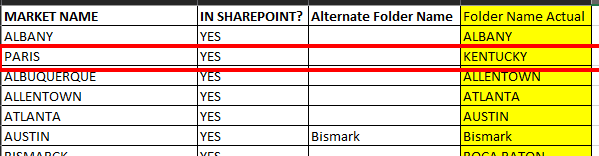 MARKET NAME IN SHAREPOINT? Alternate Folder Name Folder Name Actual
ALBANY YES ALBANY
PARIS YES KENTUCKY
ALBUQUERQUE YES ALLENTOWN
ALLENTOWN YES ATLANTA
ATLANTA YES AUSTIN
AUSTIN YES Bismark Bismark
BISMARCK YES BOCA RATON